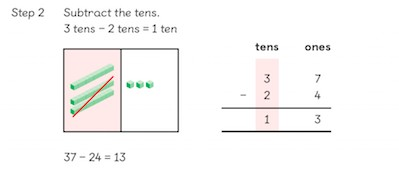 Step 2 Subtract the tens.
3 tens – 2 tens = 1 ten
tens ones
3 7
– 2 4
1 3
37 – 24 = 13